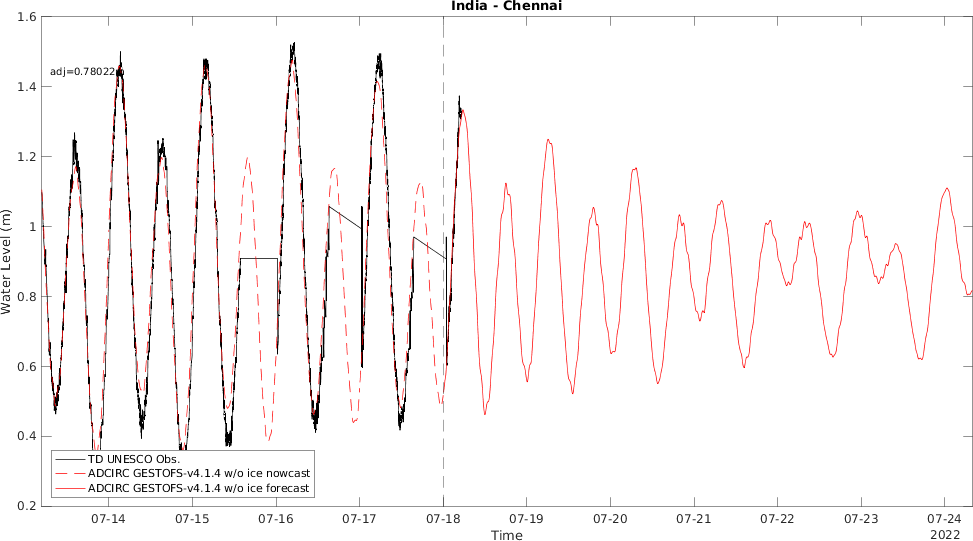 India - Chennai
1.6
adj=0.78022
1.4
1.2
1
0.8
0.6
0.4
0.2
Water Level (m)
TD UNESCO Obs.
ADCIRC GESTOFS-v4.1.4 w/o ice nowcast
ADCIRC GESTOFS-v4.1.4 w/o ice forecast
07-14 07-15 07-16 07-17 07-18 07-19 07-20 07-21 07-22 07-23 07-24
Time
2022